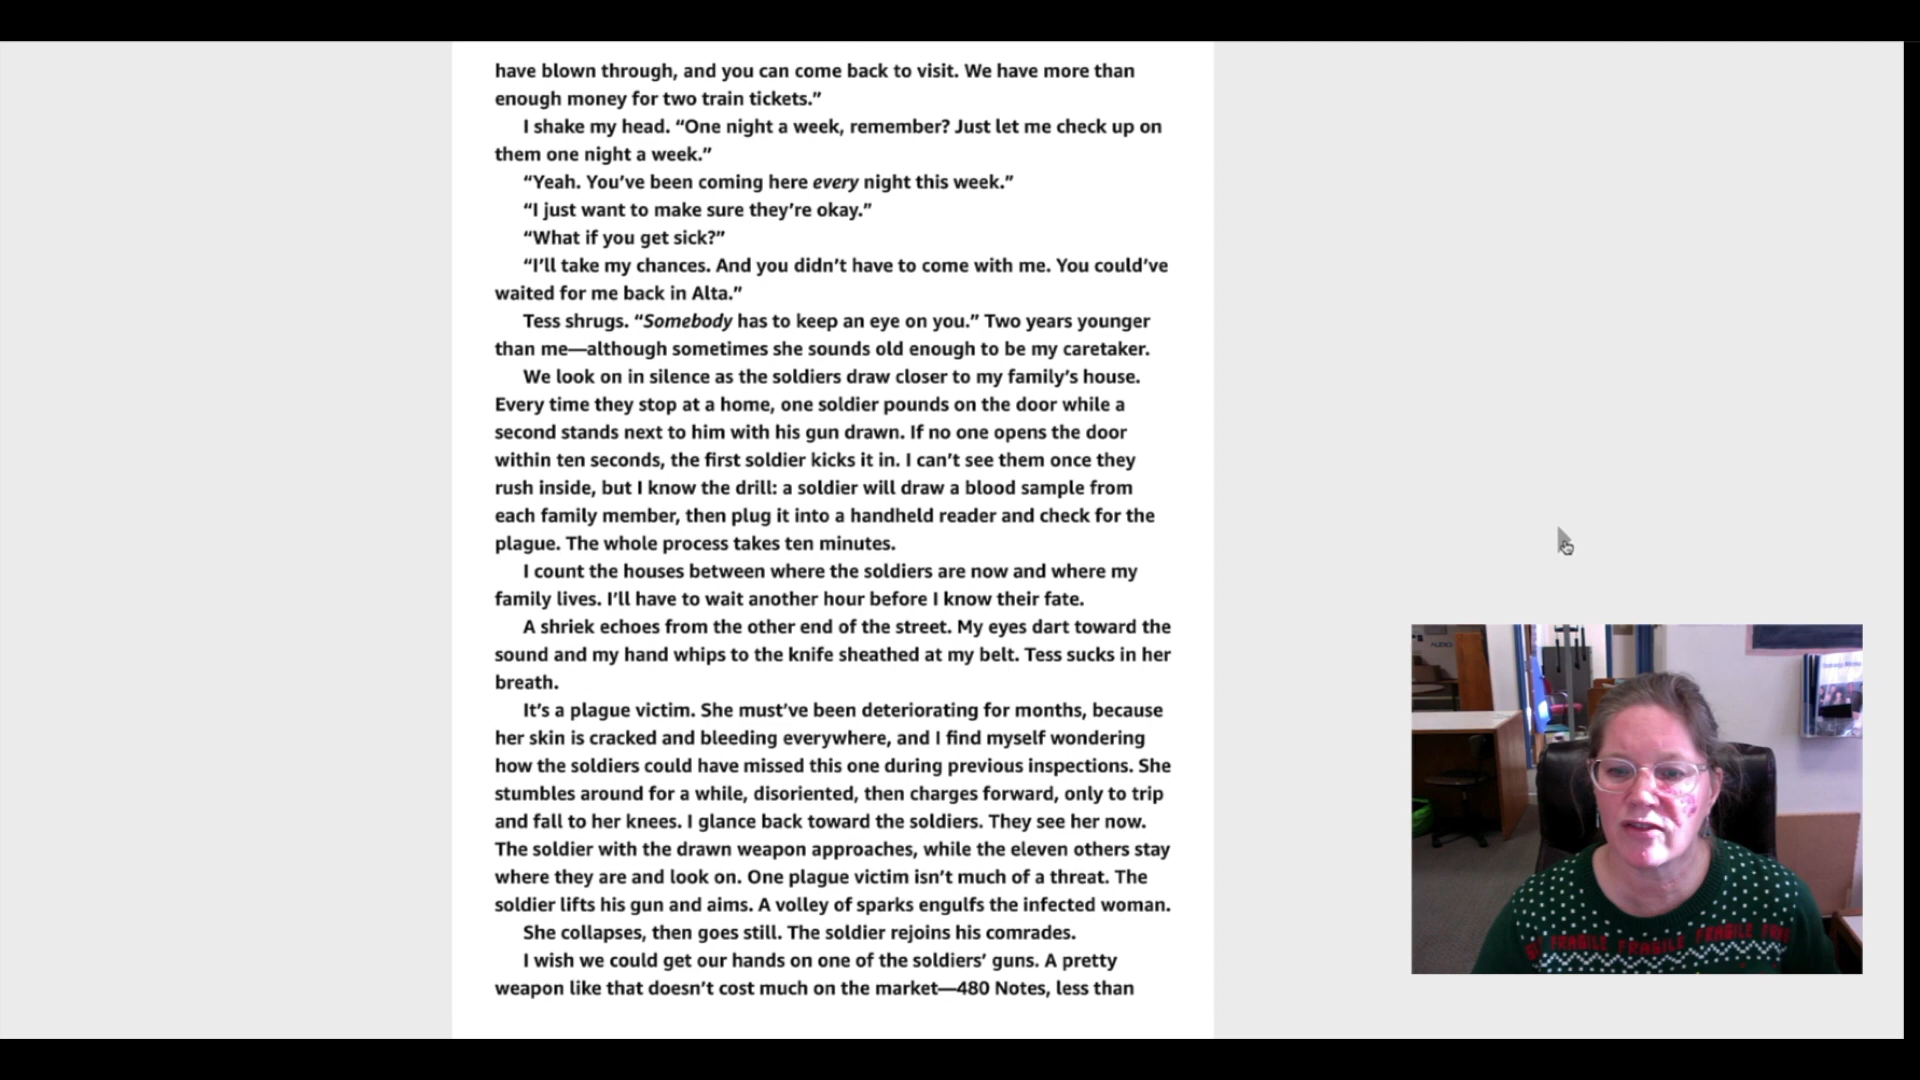 have blown through, and you can come back to visit. We have more than
enough money for two train tickets.”
I shake my head. “One night a week, remember? Just let me check up on
them one night a week.”
“Yeah. You’ve been coming here every night this week.”
“I just want to make sure they’re okay.”
“What if you get sick?”
“I’ll take my chances. And you didn’t have to come with me. You could’ve
waited for me back in Alta.”
Tess shrugs. “Somebody has to keep an eye on you.” Two years younger
than me—although sometimes she sounds old enough to be my caretaker.
We look on in silence as the soldiers draw closer to my family’s house.
Every time they stop at a home, one soldier pounds on the door while a
second stands next to him with his gun drawn. If no one opens the door
within ten seconds, the first soldier kicks it in. I can’t see them once they
rush inside, but I know the drill: a soldier will draw a blood sample from
each family member, then plug it into a handheld reader and check for the
plague. The whole process takes ten minutes.
I count the houses between where the soldiers are now and where my
family lives. I’ll have to wait another hour before I know their fate.
A shriek echoes from the other end of the street. My eyes dart toward the
sound and my hand whips to the knife sheathed at my belt. Tess sucks in her
breath.
It’s a plague victim. She must’ve been deteriorating for months, because
her skin is cracked and bleeding everywhere, and I find myself wondering
how the soldiers could have missed this one during previous inspections. She
stumbles around for a while, disoriented, then charges forward, only to trip
and fall to her knees. I glance back toward the soldiers. They see her now.
The soldier with the drawn weapon approaches, while the eleven others stay
where they are and look on. One plague victim isn’t much of a threat. The
soldier lifts his gun and aims. A volley of sparks engulfs the infected woman.
She collapses, then goes still. The soldier rejoins his comrades.
I wish we could get our hands on one of the soldiers’ guns. A pretty
weapon like that doesn’t cost much on the market—480 Notes, less than
AUDIO
FRAGILE FRAGILE FRAGILE